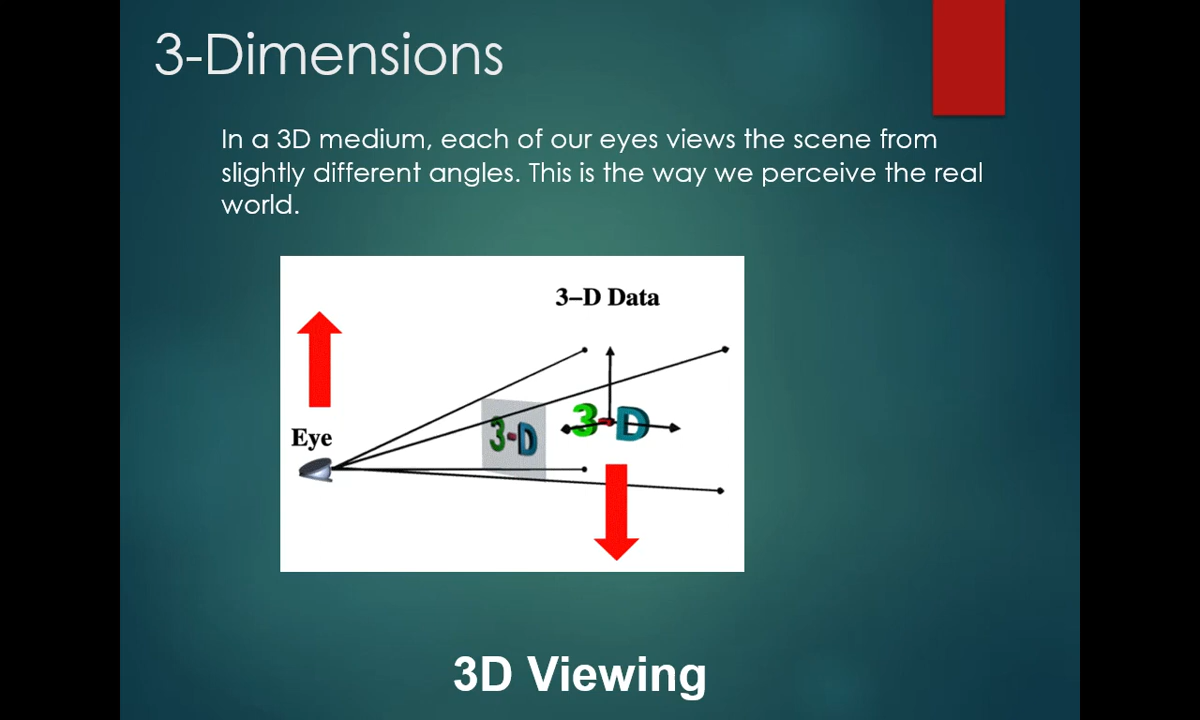 3-Dimensions
In a 3D medium, each of our eyes views the scene from
slightly different angles. This is the way we perceive the real
world.
3–D Data
Eye
3-D
3-D
3D Viewing